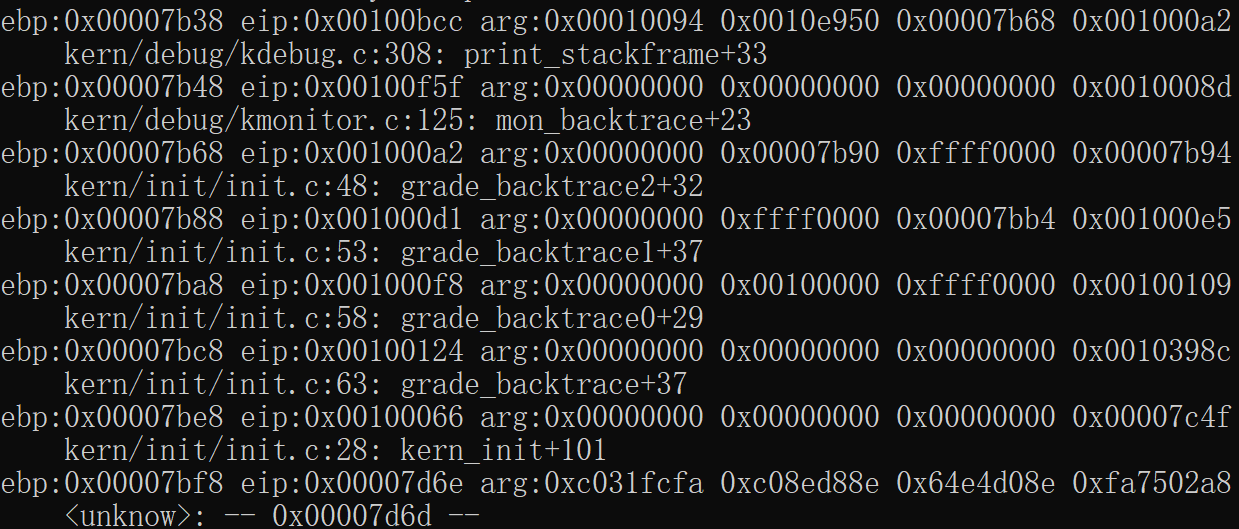 ebp:0x00007b38 eip:0x00100bcc arg:0x00010094 0x0010e950 0x00007b68 0x001000a2
kern/debug/kdebug.c:308: print_stackframe+33
ebp:0x00007b48 eip:0x00100f5f arg:0x00000000 0x00000000 0x00000000 0x0010008d
kern/debug/kmonitor.c:125: mon_backtrace+23
ebp:0x00007b68 eip:0x001000a2 arg:0x00000000 0x00007b90 0xffff0000 0x00007b94
kern/init/init.c:48: grade_backtrace2+32
ebp:0x00007b88 eip:0x001000d1 arg:0x00000000 0xffff0000 0x00007bb4 0x001000e5
kern/init/init.c:53: grade_backtrace1+37
ebp:0x00007ba8 eip:0x001000f8 arg:0x00000000 0x00100000 0xffff0000 0x00100109
kern/init/init.c:58: grade_backtrace0+29
ebp:0x00007bc8 eip:0x00100124 arg:0x00000000 0x00000000 0x00000000 0x0010398c
kern/init/init.c:63: grade_backtrace+37
ebp:0x00007be8 eip:0x00100066 arg:0x00000000 0x00000000 0x00000000 0x00007c4f
kern/init/init.c:28: kern_init+101
ebp:0x00007bf8 eip:0x00007d6e arg:0xc031fcfa 0xc08ed88e 0x64e4d08e 0xfa7502a8
<unknow>: -- 0x00007d6d --